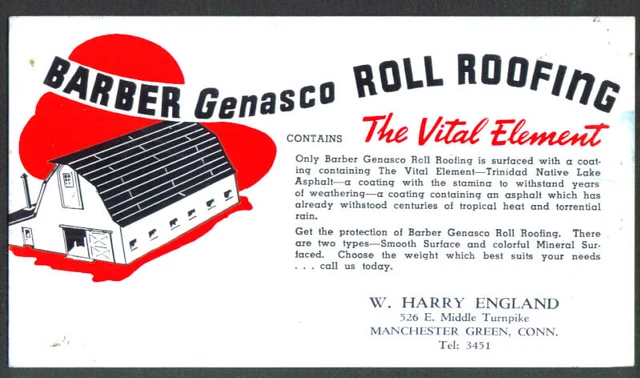 BARBER Genasco ROLL ROOFING
CONTAINS The Vital Element
Only Barber Genasco Roll Roofing is surfaced with a coat-
ing containing The Vital Element—Trinidad Native Lake
Asphalt—a coating with the stamina to withstand years
of weathering—a coating containing an asphalt which has
already withstood centuries of tropical heat and torrential
rain.
Get the protection of Barber Genasco Roll Roofing. There
are two types—Smooth Surface and colorful Mineral Sur-
faced. Choose the weight which best suits your needs
. . . call us today.
W. HARRY ENGLAND
526 E. Middle Turnpike
MANCHESTER GREEN, CONN.
Tel: 3451